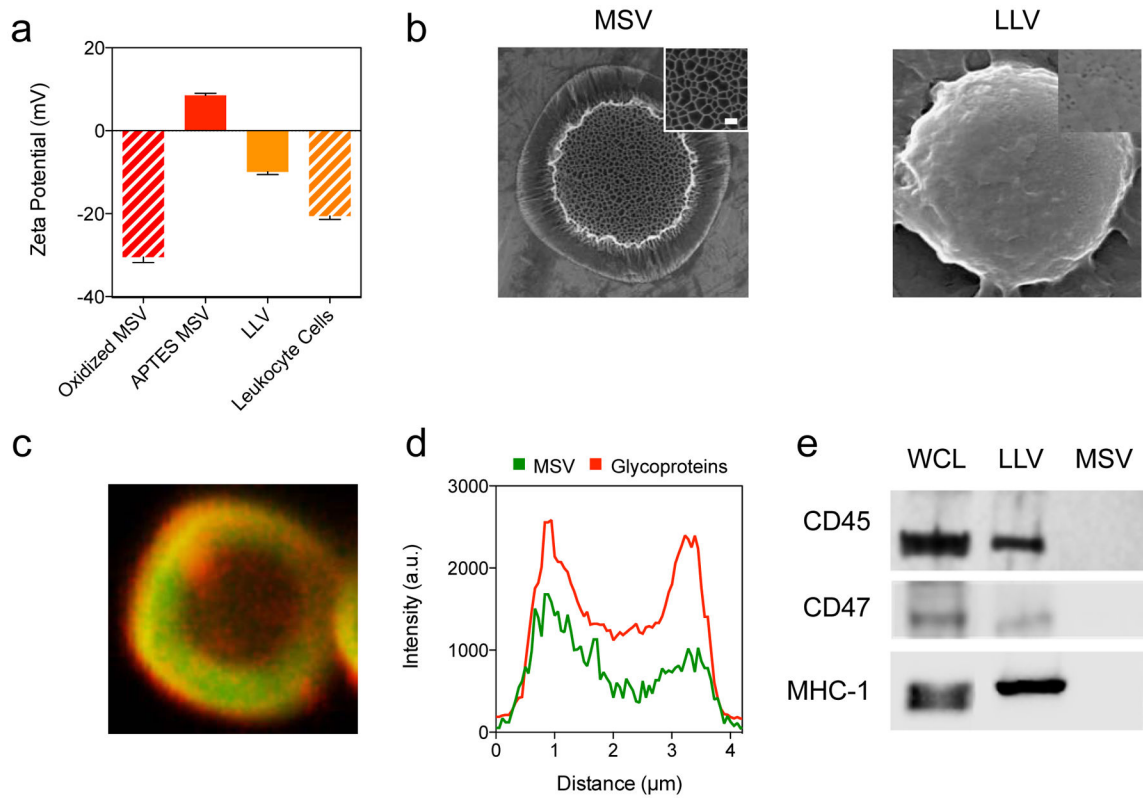 a
20
0
-20
-40
Zeta Potential (mV)
Oxidized MSV
APTES MSV
LLV
Leukocyte Cells
b
MSV
LLV
c
d
MSV
Glycoproteins
3000
2000
1000
0
Intensity (a.u.)
0 1 2 3 4
Distance (µm)
e
WCL LLV MSV
CD45
CD47
MHC-1